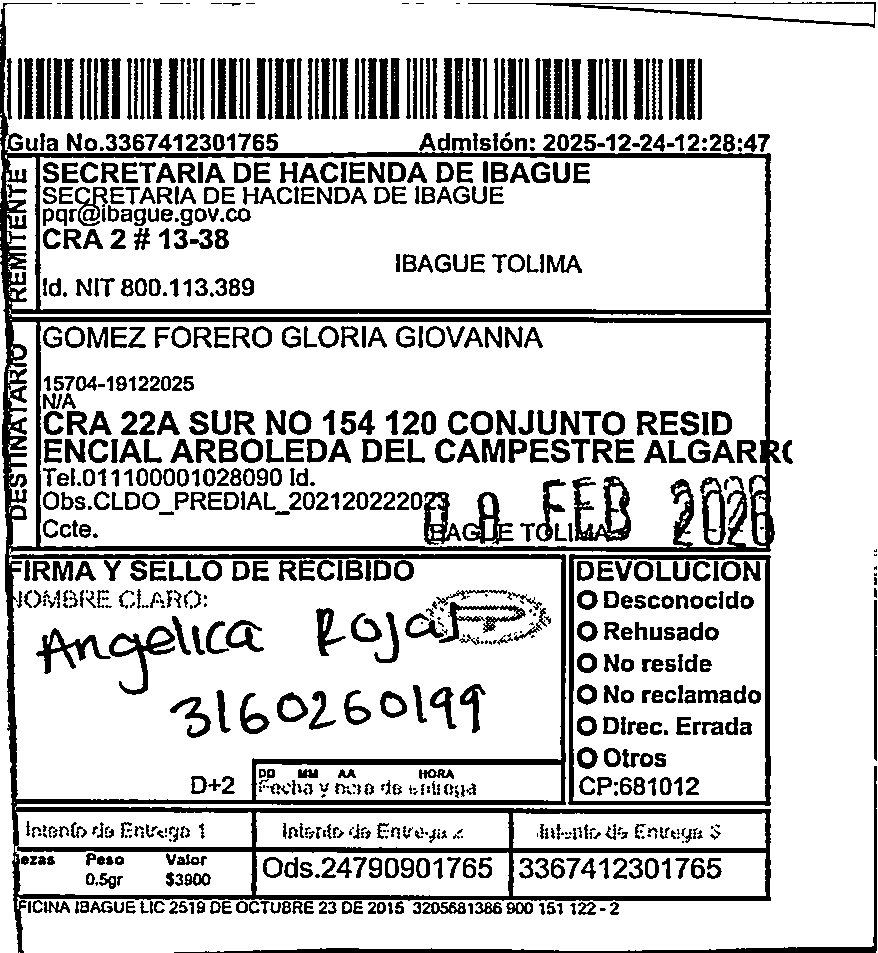 Guia No.3367412301765 Admisión: 2025-12-24-12:28:47
REMITENTE
SECRETARIA DE HACIENDA DE IBAGUE
SECRETARIA DE HACIENDA DE IBAGUE
pqr@ibague.gov.co
CRA 2 # 13-38
IBAGUE TOLIMA
Id. NIT 800.113.389
DESTINATARIO
GOMEZ FORERO GLORIA GIOVANNA
15704-19122025
N/A
CRA 22A SUR NO 154 120 CONJUNTO RESID
ENCIAL ARBOLEDA DEL CAMPESTRE ALGARRO
Tel.011100001028090 Id.
Obs.CLDO_PREDIAL_202120222023
FEB 2026
Ccte. IBAGUE TOLIMA
FIRMA Y SELLO DE RECIBIDO
NOMBRE CLARO:
Angelica Rojas
3160260199
D+2
DD MM AA HORA
Fecha y hora de entrega
DEVOLUCION
Desconocido
Rehusado
No reside
No reclamado
Direc. Errada
Otros
CP:681012
Intento de Entrega 1 Intento de Entrega 2 Intento de Entrega 3
ezas Peso Valor
0.5gr $3900
Ods.24790901765 3367412301765
FICINA IBAGUE LIC 2519 DE OCTUBRE 23 DE 2015 3205681386 900 151 122 - 2